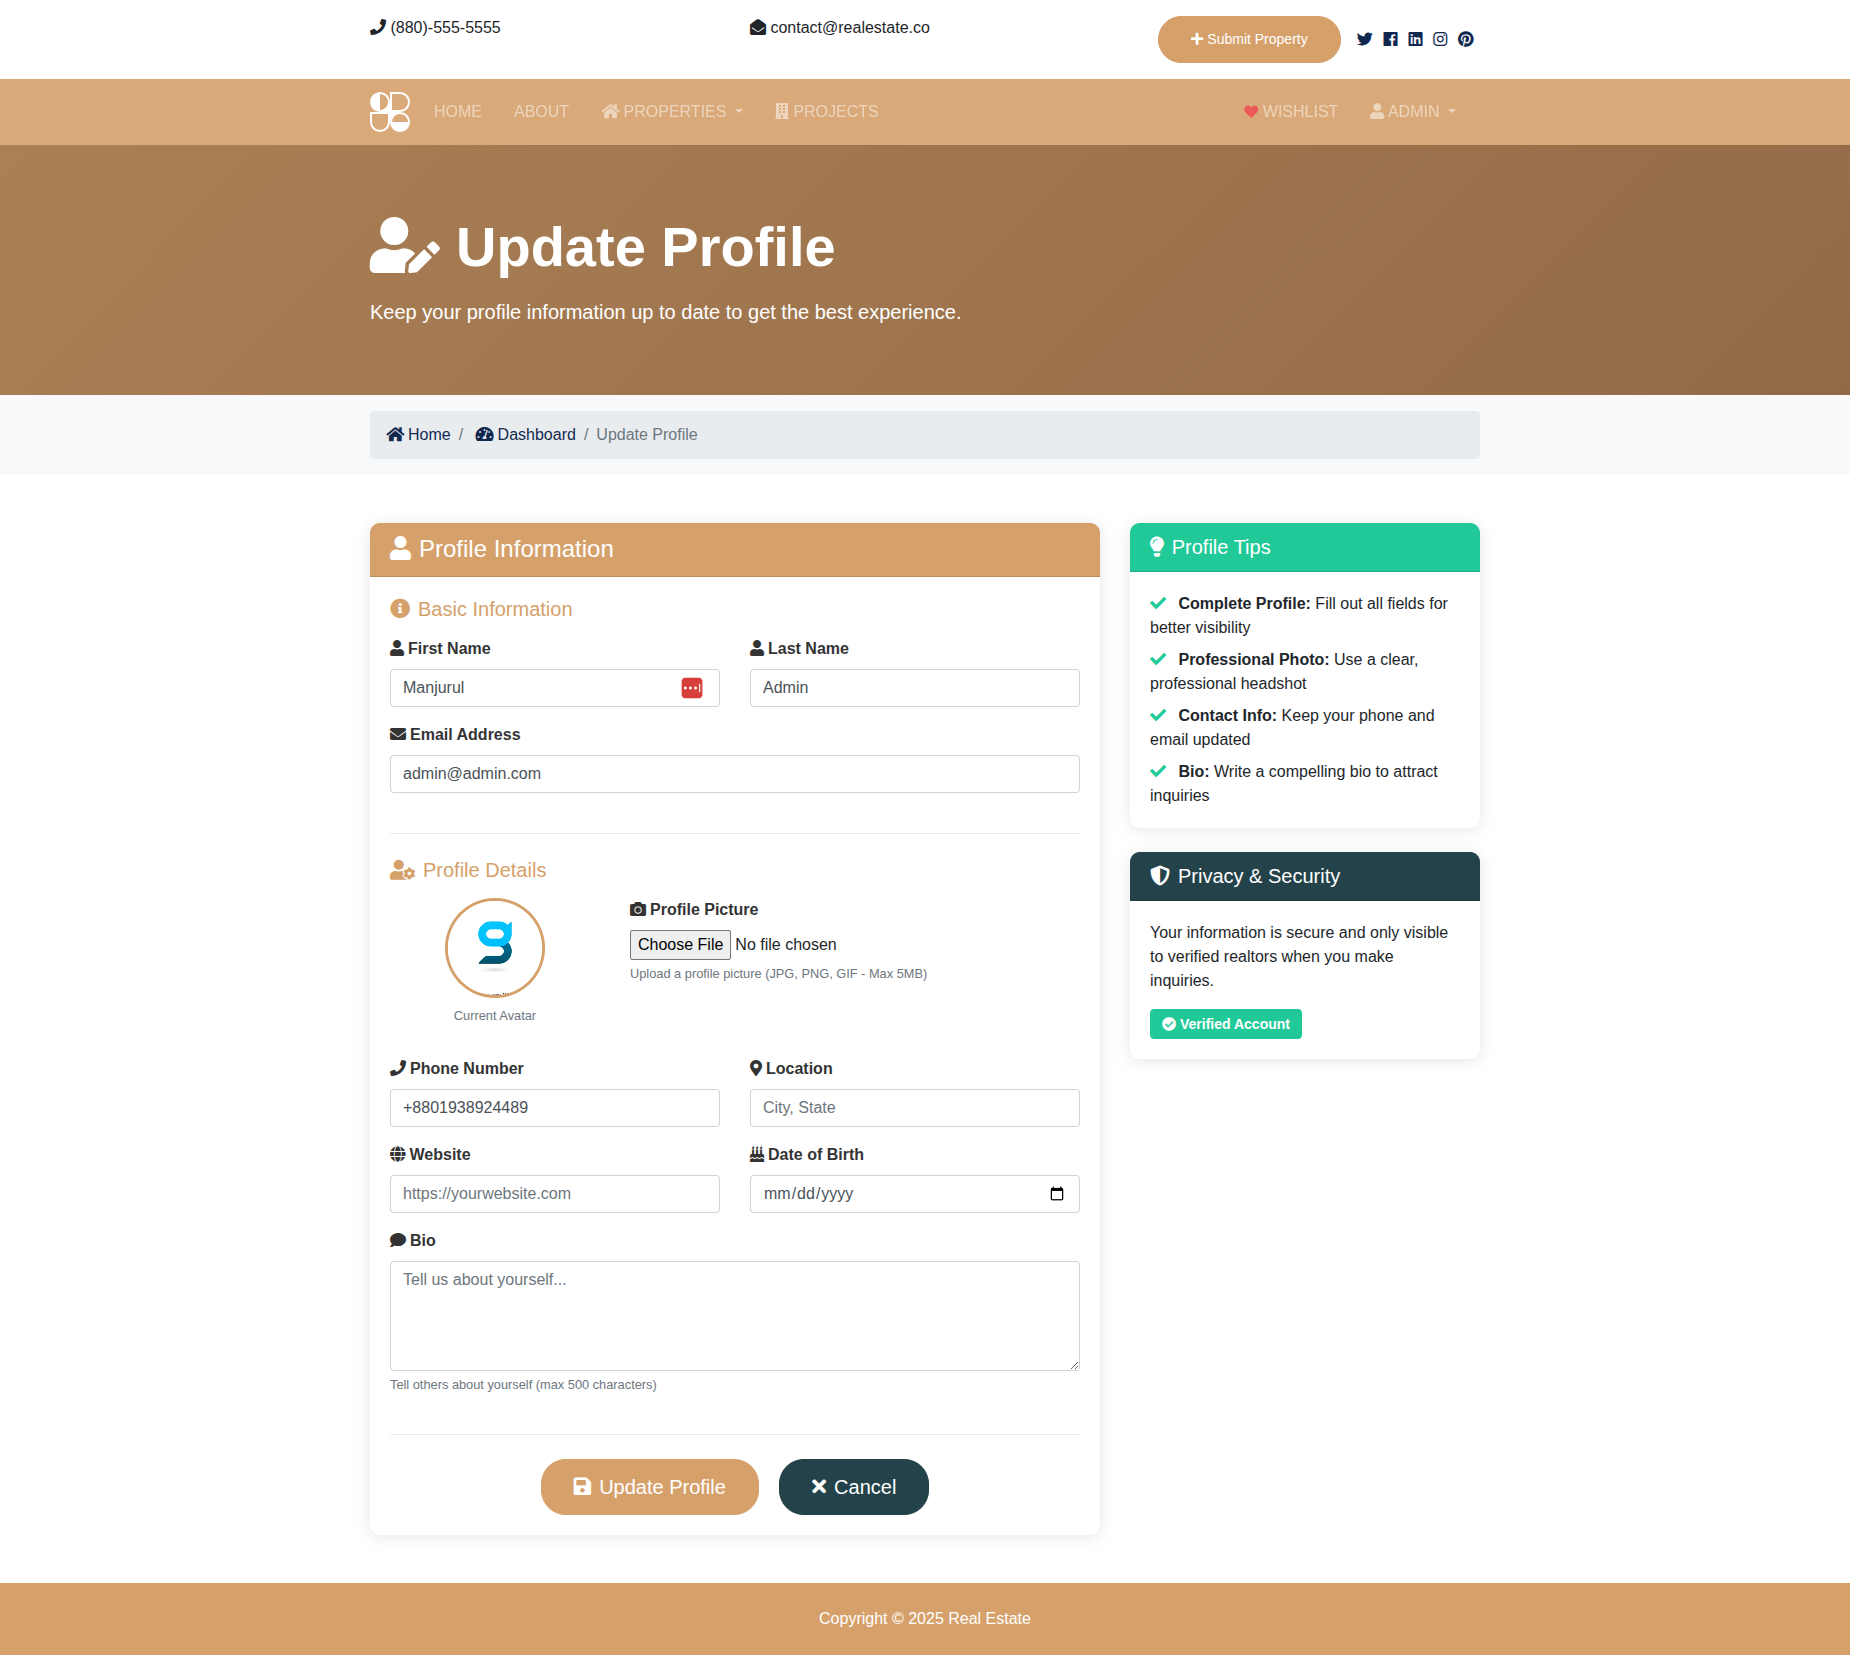 (880)-555-5555
contact@realestate.co
Submit Property
HOME
ABOUT
PROPERTIES
PROJECTS
WISHLIST
ADMIN
Update Profile
Keep your profile information up to date to get the best experience.
Home / Dashboard / Update Profile
Profile Information
Basic Information
First Name
Last Name
Manjurul
Admin
Email Address
admin@admin.com
Profile Details
Profile Picture
Choose File No file chosen
Upload a profile picture (JPG, PNG, GIF - Max 5MB)
Current Avatar
Phone Number
Location
+8801938924489
City, State
Website
Date of Birth
https://yourwebsite.com
mm/dd/yyyy
Bio
Tell us about yourself...
Tell others about yourself (max 500 characters)
Update Profile
Cancel
Profile Tips
Complete Profile: Fill out all fields for
better visibility
Professional Photo: Use a clear,
professional headshot
Contact Info: Keep your phone and
email updated
Bio: Write a compelling bio to attract
inquiries
Privacy & Security
Your information is secure and only visible
to verified realtors when you make
inquiries.
Verified Account
Copyright © 2025 Real Estate